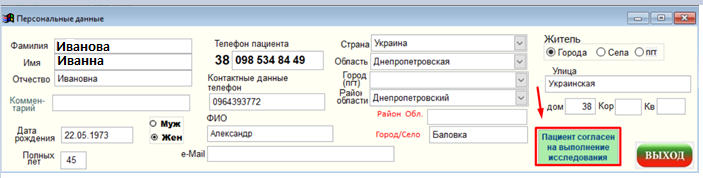 Персональные данные
Фамилия Иванова
Имя Иванна
Отчество Ивановна
Коммен-
тарий
Дата
рождения 22.05.1973
Муж
Жен
Полных
лет 45
Телефон пациента
38 098 534 84 49
Контактные данные
телефон
0964393772
ФИО
Александр
e-Mail
Страна Украина
Область Днепропетровская
Город
(пгт)
Район
области Днепропетровский
Район Обл.
Город/Село Баловка
Житель
Города Села пгт
Улица
Украинская
дом 38 Кор Кв
Пациент согласен
на выполнение
исследования
ВЫХОД